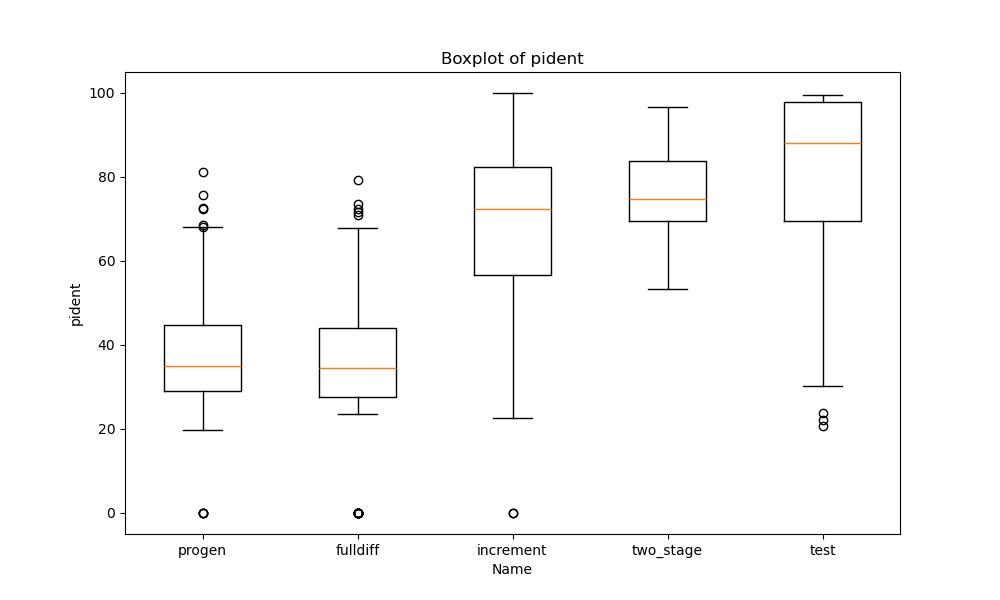 Boxplot of pident
100
80
60
40
20
0
pident
progen fulldiff increment two_stage test
Name